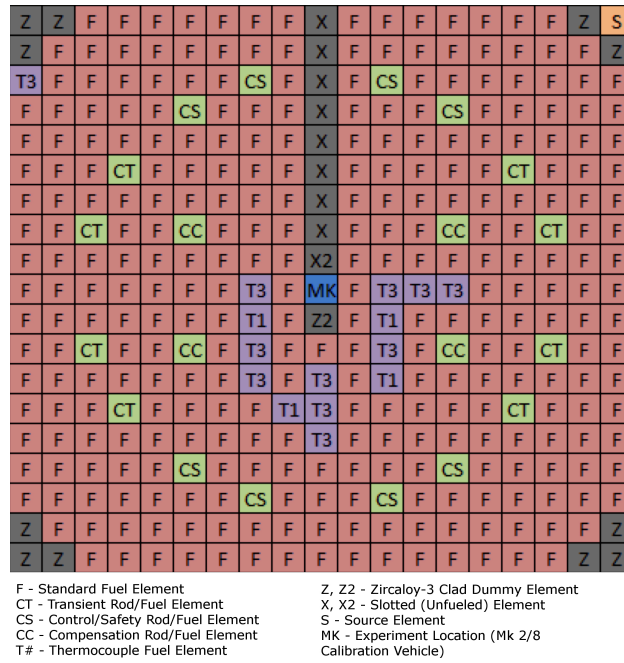 Z Z F F F F F F F X F F F F F F F Z S
Z F F F F F F F F X F F F F F F F F Z
T3 F F F F F F CS F X F CS F F F F F F F
F F F F F CS F F F X F F F CS F F F F F
F F F F F F F F F X F F F F F F F F F
F F F CT F F F F F X F F F F F CT F F F
F F F F F F F F F X F F F F F F F F F
F F CT F F CC F F F X F F F CC F F CT F F
F F F F F F F F F X2 F F F F F F F F F
F F F F F F F T3 F MK F T3 T3 T3 F F F F F
F F F F F F F T1 F Z2 F T1 F F F F F F F
F F CT F F CC F T3 F F F T3 F CC F F CT F F
F F F F F F F T3 F T3 F T1 F F F F F F F
F F F CT F F F F T1 T3 F F F F F CT F F F
F F F F F F F F F T3 F F F F F F F F F
F F F F F CS F F F F F F F CS F F F F F
F F F F F F F CS F F F CS F F F F F F F
Z F F F F F F F F F F F F F F F F F Z
Z Z F F F F F F F F F F F F F F F Z Z
F - Standard Fuel Element
CT - Transient Rod/Fuel Element
CS - Control/Safety Rod/Fuel Element
CC - Compensation Rod/Fuel Element
T# - Thermocouple Fuel Element
Z, Z2 - Zircaloy-3 Clad Dummy Element
X, X2 - Slotted (Unfueled) Element
S - Source Element
MK - Experiment Location (Mk 2/8
Calibration Vehicle)